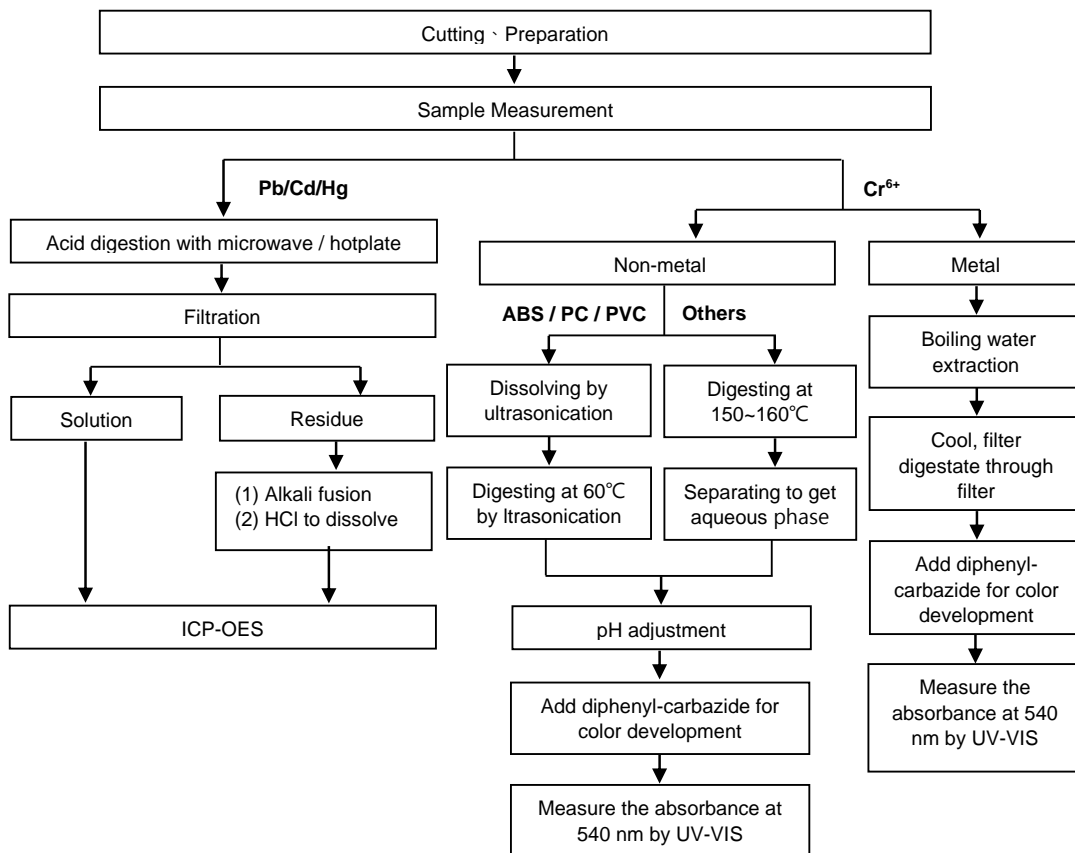 Cutting、Preparation
Sample Measurement
Pb/Cd/Hg
Cr⁶⁺
Acid digestion with microwave / hotplate
Non-metal
Metal
Filtration
ABS / PC / PVC
Others
Boiling water
extraction
Solution
Residue
Dissolving by
ultrasonication
Digesting at
150~160℃
Cool, filter
digestate through
filter
(1) Alkali fusion
(2) HCl to dissolve
Digesting at 60℃
by ltrasonication
Separating to get
aqueous phase
Add diphenyl-
carbazide for color
development
ICP-OES
pH adjustment
Measure the
absorbance at 540
nm by UV-VIS
Add diphenyl-carbazide for
color development
Measure the absorbance at
540 nm by UV-VIS